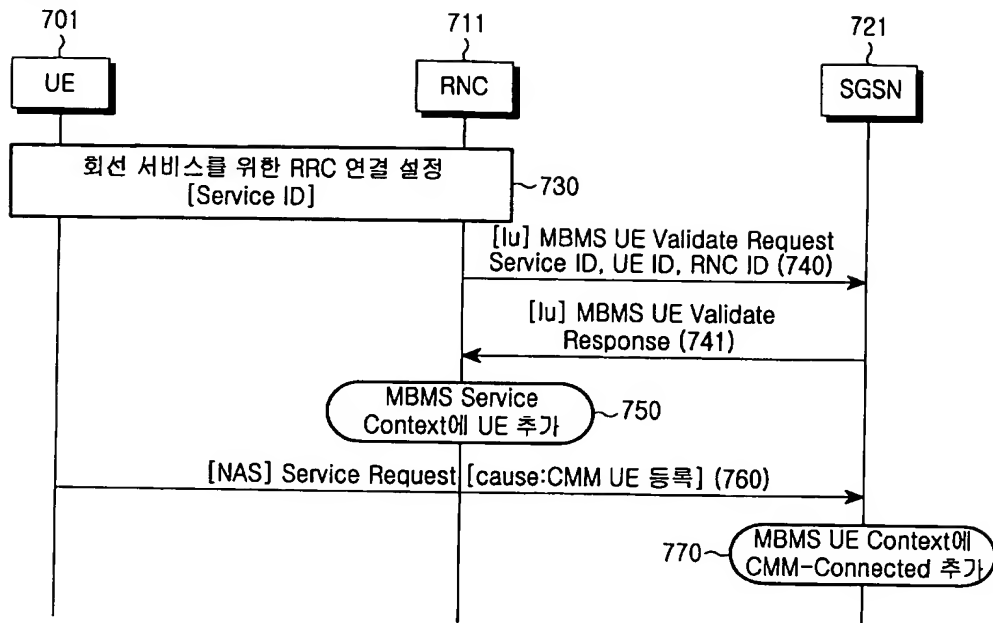 701
711
721
UE
RNC
SGSN
회선 서비스를 위한 RRC 연결 설정
[Service ID]
730
[Iu] MBMS UE Validate Request
Service ID, UE ID, RNC ID (740)
[Iu] MBMS UE Validate
Response (741)
MBMS Service
Context에 UE 추가
750
[NAS] Service Request [cause:CMM UE 등록] (760)
770
MBMS UE Context에
CMM-Connected 추가